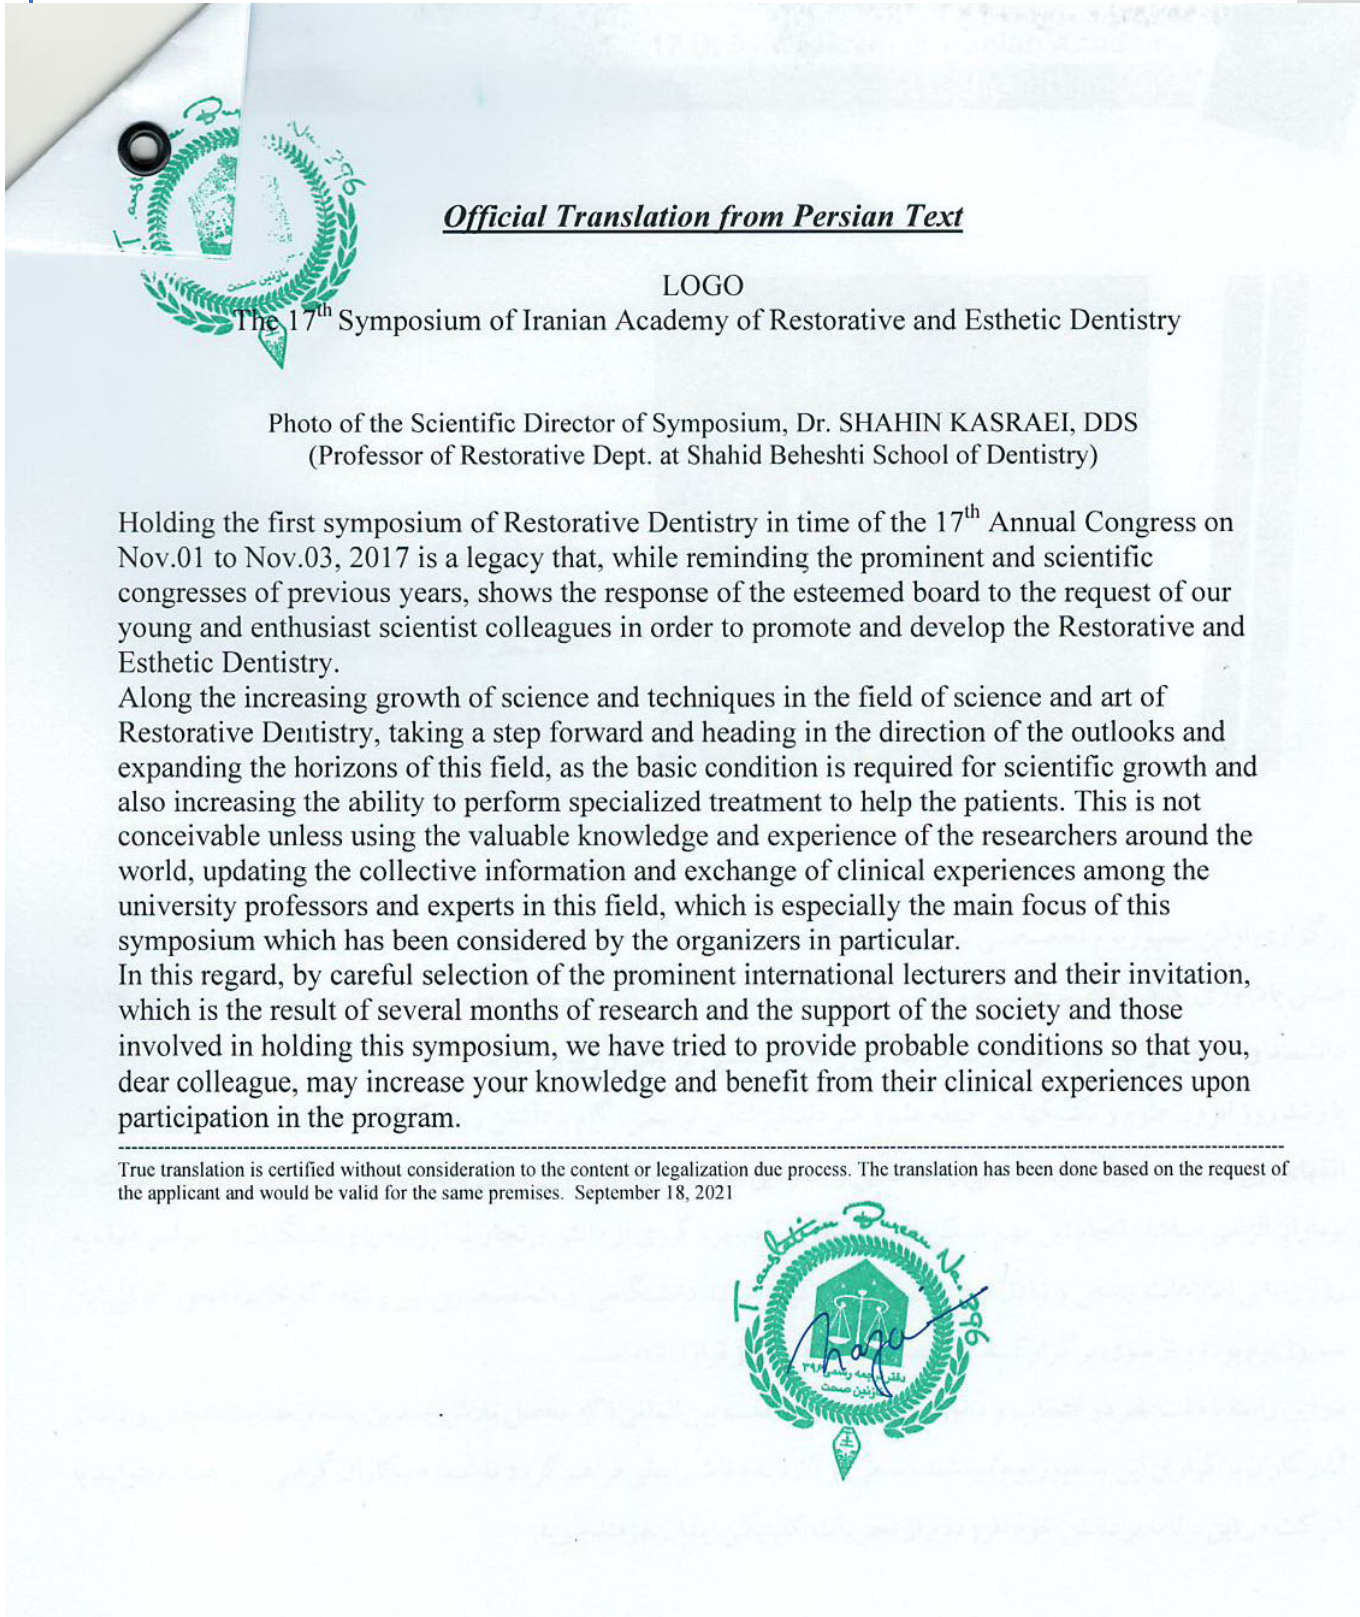 Translation Bureau No. 396
نازنین صحت
Official Translation from Persian Text
LOGO
The 17th Symposium of Iranian Academy of Restorative and Esthetic Dentistry
Photo of the Scientific Director of Symposium, Dr. SHAHIN KASRAEI, DDS
(Professor of Restorative Dept. at Shahid Beheshti School of Dentistry)
Holding the first symposium of Restorative Dentistry in time of the 17th Annual Congress on
Nov.01 to Nov.03, 2017 is a legacy that, while reminding the prominent and scientific
congresses of previous years, shows the response of the esteemed board to the request of our
young and enthusiast scientist colleagues in order to promote and develop the Restorative and
Esthetic Dentistry.
Along the increasing growth of science and techniques in the field of science and art of
Restorative Dentistry, taking a step forward and heading in the direction of the outlooks and
expanding the horizons of this field, as the basic condition is required for scientific growth and
also increasing the ability to perform specialized treatment to help the patients. This is not
conceivable unless using the valuable knowledge and experience of the researchers around the
world, updating the collective information and exchange of clinical experiences among the
university professors and experts in this field, which is especially the main focus of this
symposium which has been considered by the organizers in particular.
In this regard, by careful selection of the prominent international lecturers and their invitation,
which is the result of several months of research and the support of the society and those
involved in holding this symposium, we have tried to provide probable conditions so that you,
dear colleague, may increase your knowledge and benefit from their clinical experiences upon
participation in the program.
True translation is certified without consideration to the content or legalization due process. The translation has been done based on the request of
the applicant and would be valid for the same premises. September 18, 2021
Translation Bureau No. 396
دفتر ترجمه رسمی ۳۹۶
نازنین صحت